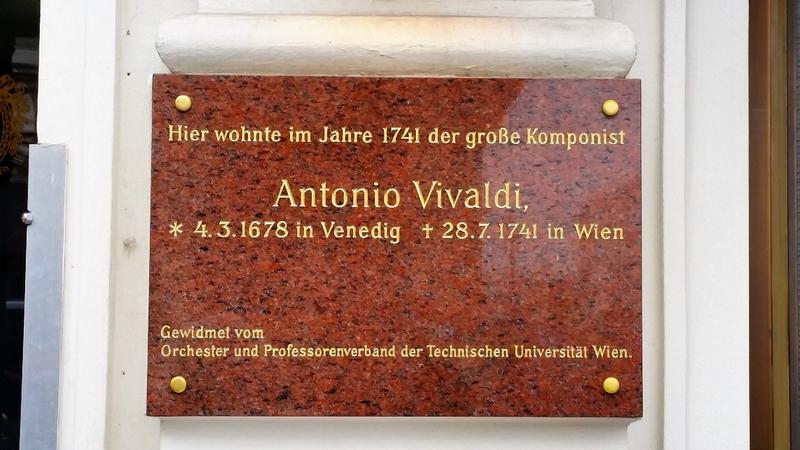 Hier wohnte im Jahre 1741 der große Komponist
Antonio Vivaldi,
* 4.3.1678 in Venedig † 28.7.1741 in Wien
Gewidmet vom
Orchester und Professorenverband der Technischen Universität Wien.